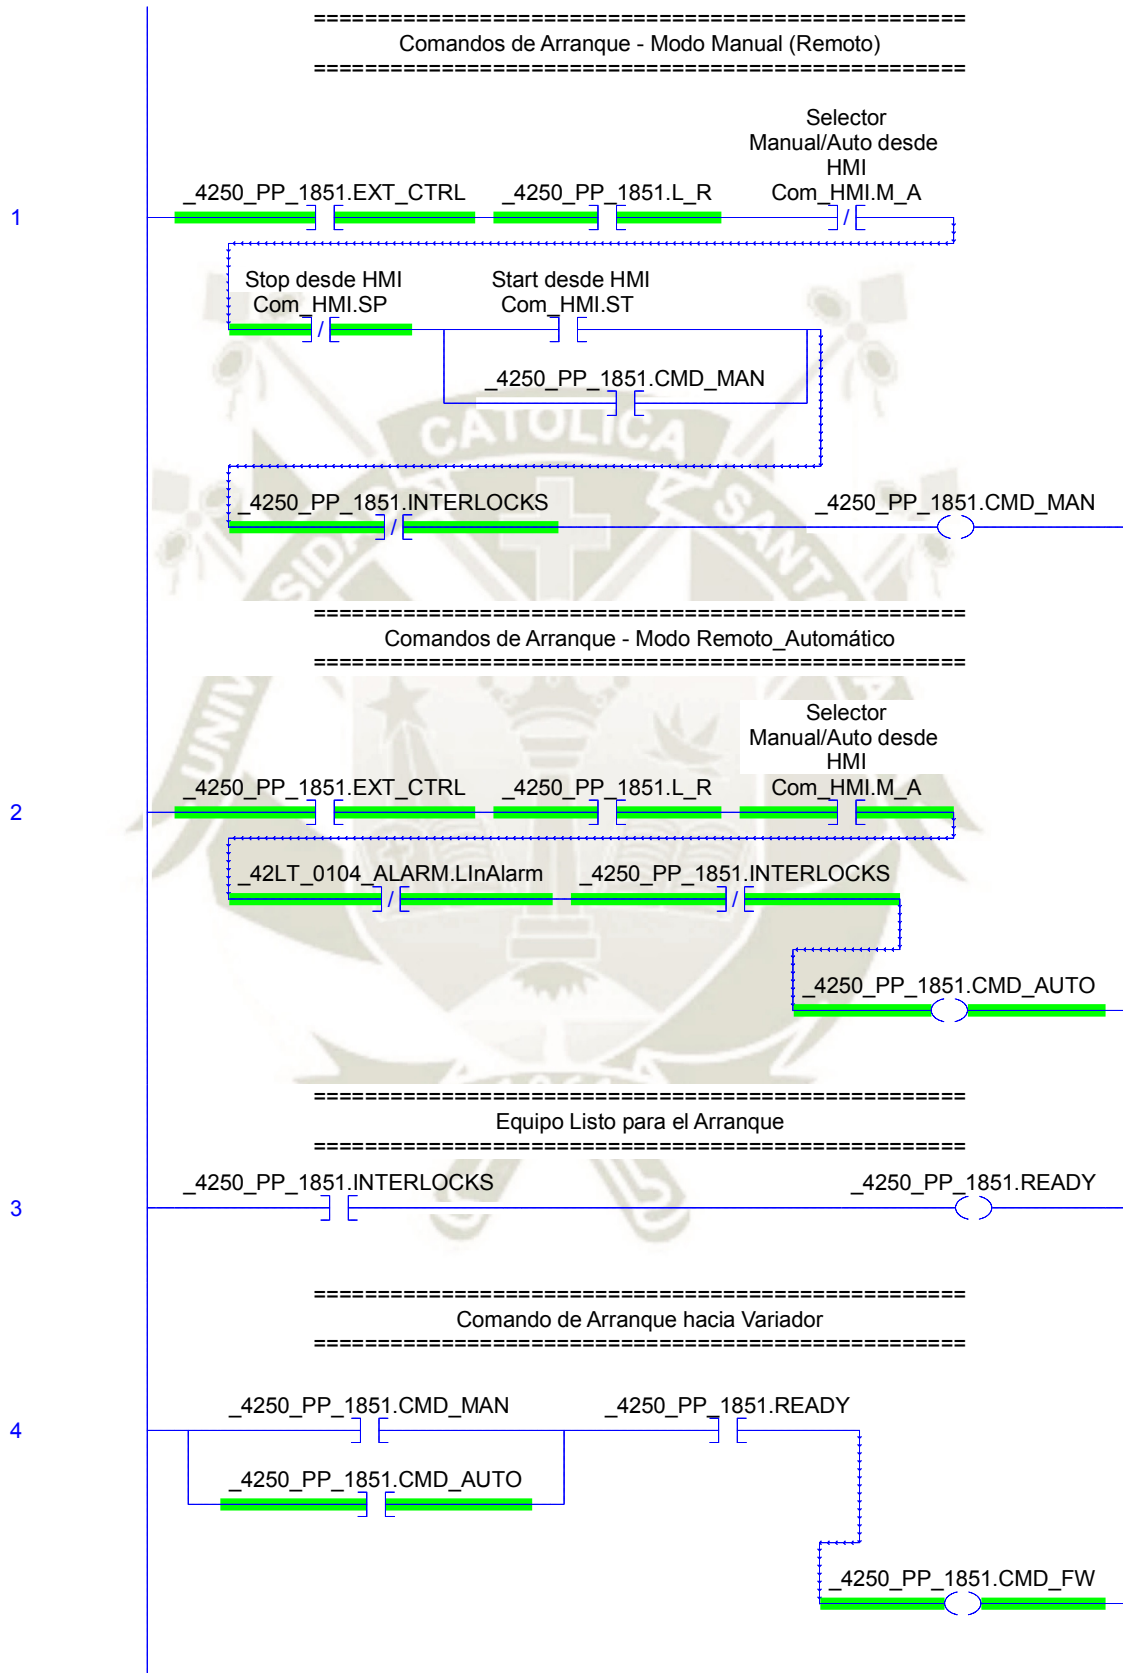 ==================================================
Comandos de Arranque - Modo Manual (Remoto)
==================================================
Selector
Manual/Auto desde
HMI
_4250_PP_1851.EXT_CTRL _4250_PP_1851.L_R Com_HMI.M_A
1
/
Stop desde HMI Start desde HMI
Com_HMI.SP Com_HMI.ST
/
_4250_PP_1851.CMD_MAN
CATOLICA
_4250_PP_1851.INTERLOCKS _4250_PP_1851.CMD_MAN
/
SIDA SANTA
==================================================
Comandos de Arranque - Modo Remoto_Automático
==================================================
UNIV
Selector
Manual/Auto desde
HMI
_4250_PP_1851.EXT_CTRL _4250_PP_1851.L_R Com_HMI.M_A
2
_42LT_0104_ALARM.LInAlarm _4250_PP_1851.INTERLOCKS
/ /
_4250_PP_1851.CMD_AUTO
==================================================
Equipo Listo para el Arranque
==================================================
_4250_PP_1851.INTERLOCKS _4250_PP_1851.READY
3
==================================================
Comando de Arranque hacia Variador
==================================================
_4250_PP_1851.CMD_MAN _4250_PP_1851.READY
4
_4250_PP_1851.CMD_AUTO
_4250_PP_1851.CMD_FW